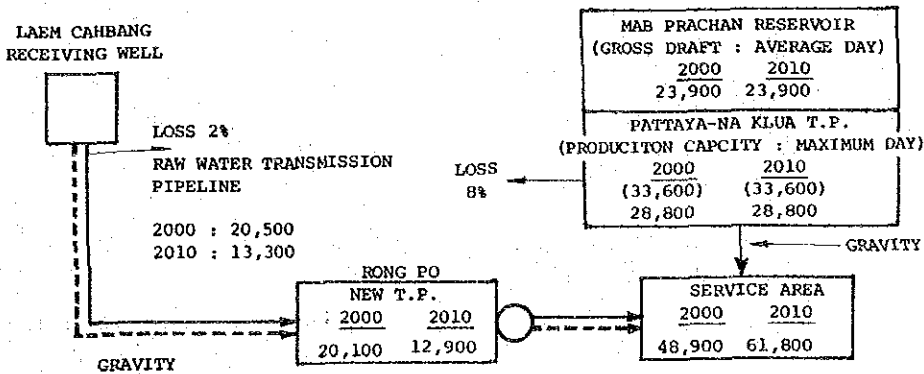 LAEM CAHBANG
RECEIVING WELL
LOSS 2%
RAW WATER TRANSMISSION
PIPELINE
2000 : 20,500
2010 : 13,300
GRAVITY
RONG PO
NEW T.P.
2000 2010
20,100 12,900
MAB PRACHAN RESERVOIR
(GROSS DRAFT : AVERAGE DAY)
2000 2010
23,900 23,900
PATTAYA-NA KLUA T.P.
(PRODUCITON CAPCITY : MAXIMUM DAY)
2000 2010
(33,600) (33,600)
28,800 28,800
LOSS
8%
GRAVITY
SERVICE AREA
2000 2010
48,900 61,800